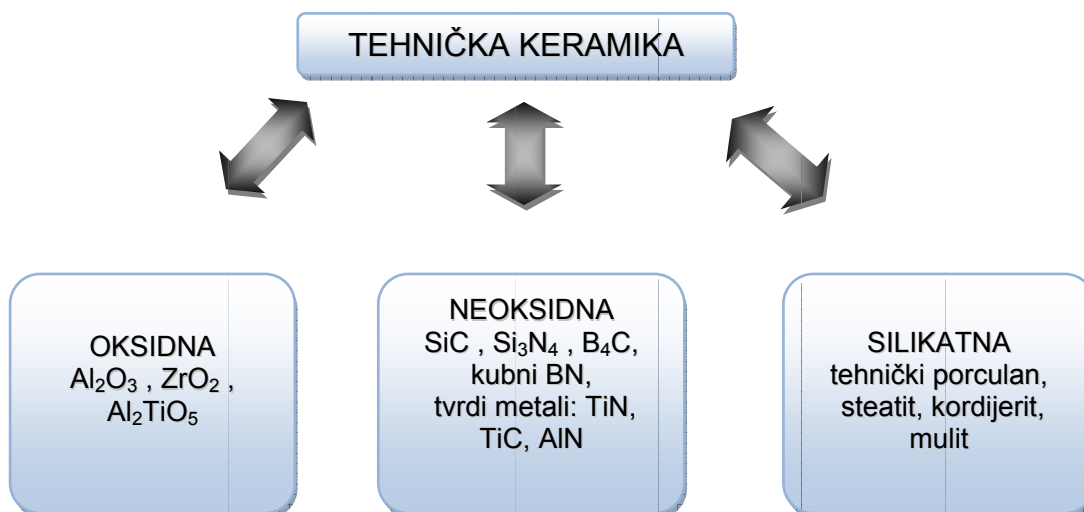 TEHNIČKA KERAMIKA
OKSIDNA
Al₂O₃ , ZrO₂ ,
Al₂TiO₅
NEOKSIDNA
SiC , Si₃N₄ , B₄C,
kubni BN,
tvrdi metali: TiN,
TiC, AlN
SILIKATNA
tehnički porculan,
steatit, kordijerit,
mulit